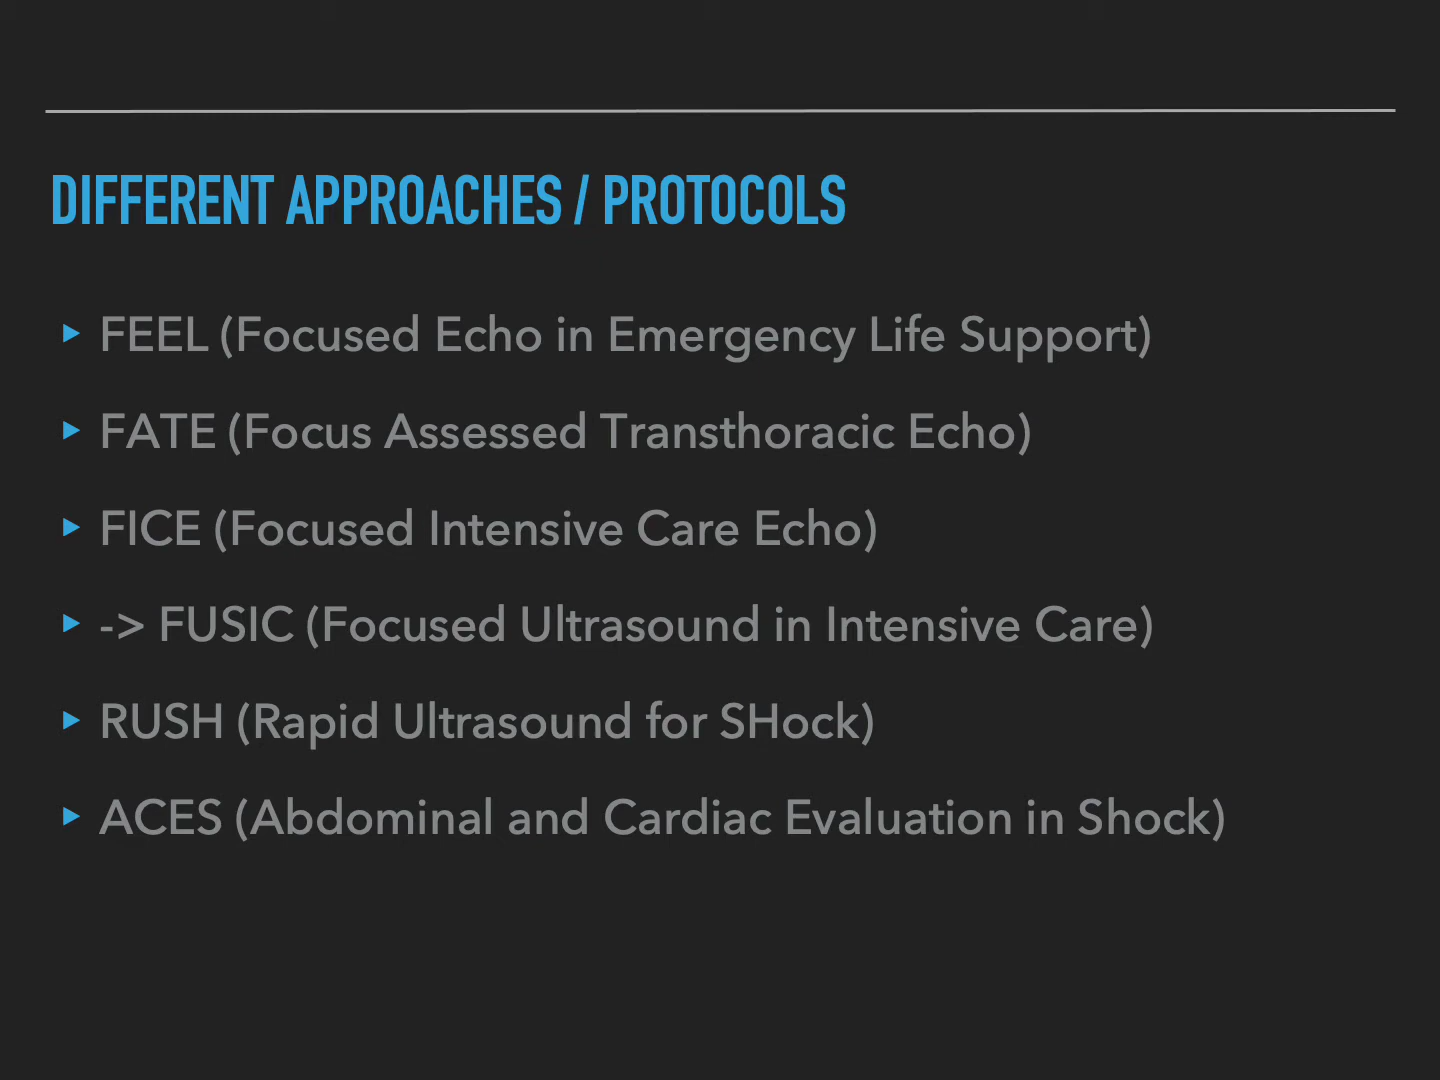 DIFFERENT APPROACHES / PROTOCOLS
▸ FEEL (Focused Echo in Emergency Life Support)
▸ FATE (Focus Assessed Transthoracic Echo)
▸ FICE (Focused Intensive Care Echo)
▸ -> FUSIC (Focused Ultrasound in Intensive Care)
▸ RUSH (Rapid Ultrasound for SHock)
▸ ACES (Abdominal and Cardiac Evaluation in Shock)